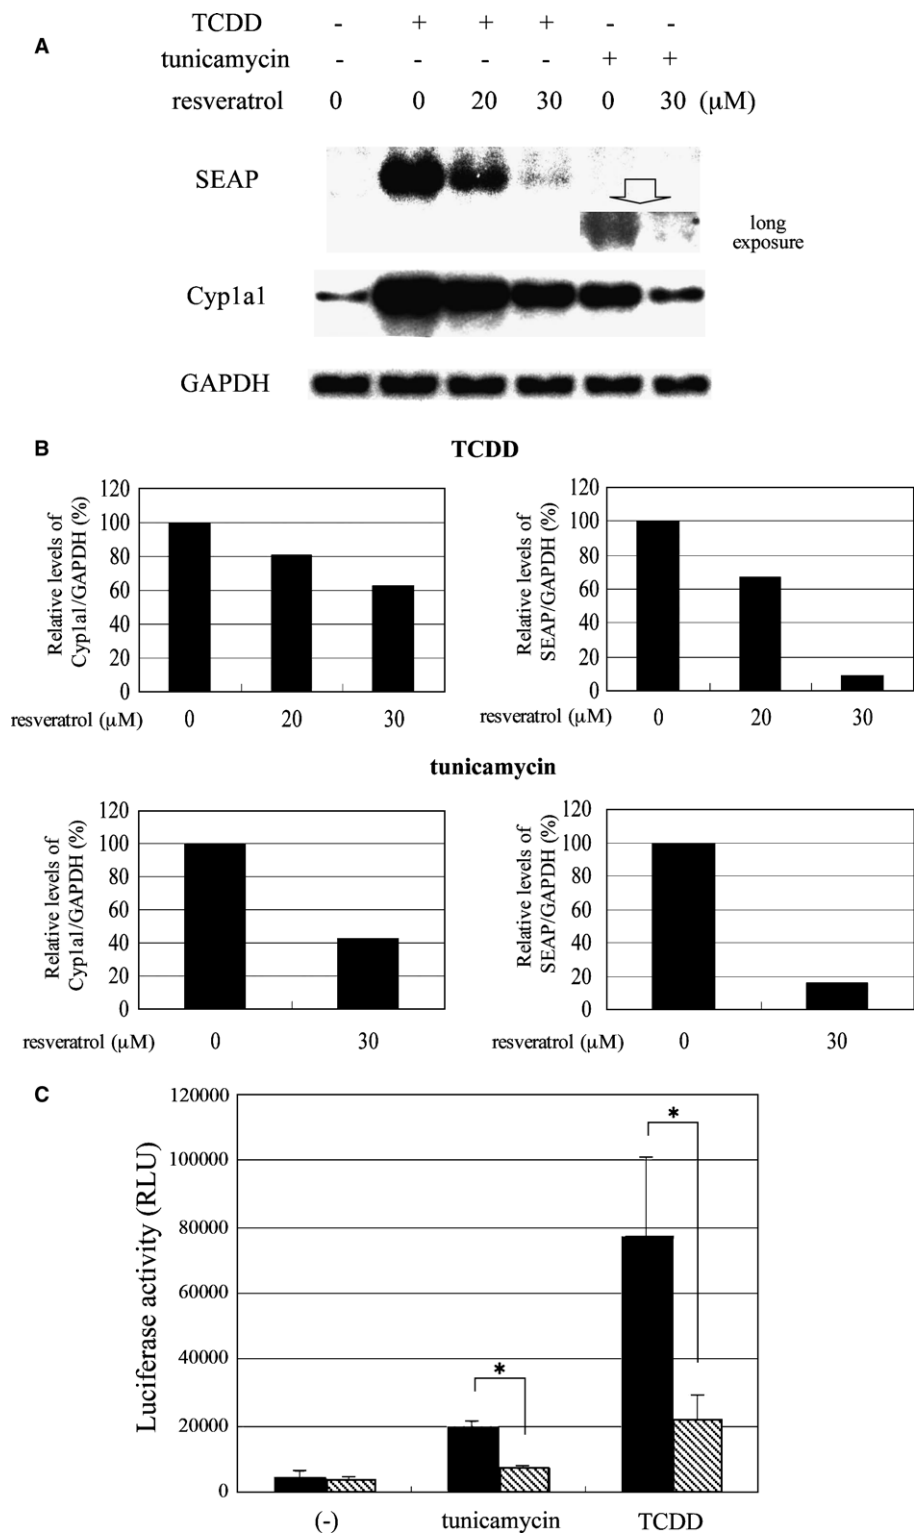 A
TCDD - + + + - -
tunicamycin - - - - + +
resveratrol 0 0 20 30 0 30 (μM)
SEAP
long
exposure
Cyp1a1
GAPDH
B
TCDD
Relative levels of
Cyp1a1/GAPDH (%)
120
100
80
60
40
20
0
resveratrol (μM) 0 20 30
Relative levels of
SEAP/GAPDH (%)
120
100
80
60
40
20
0
resveratrol (μM) 0 20 30
tunicamycin
Relative levels of
Cyp1a1/GAPDH (%)
120
100
80
60
40
20
0
resveratrol (μM) 0 30
Relative levels of
SEAP/GAPDH (%)
120
100
80
60
40
20
0
resveratrol (μM) 0 30
C
Luciferase activity (RLU)
120000
100000
80000
60000
40000
20000
0
*
*
(-) tunicamycin TCDD